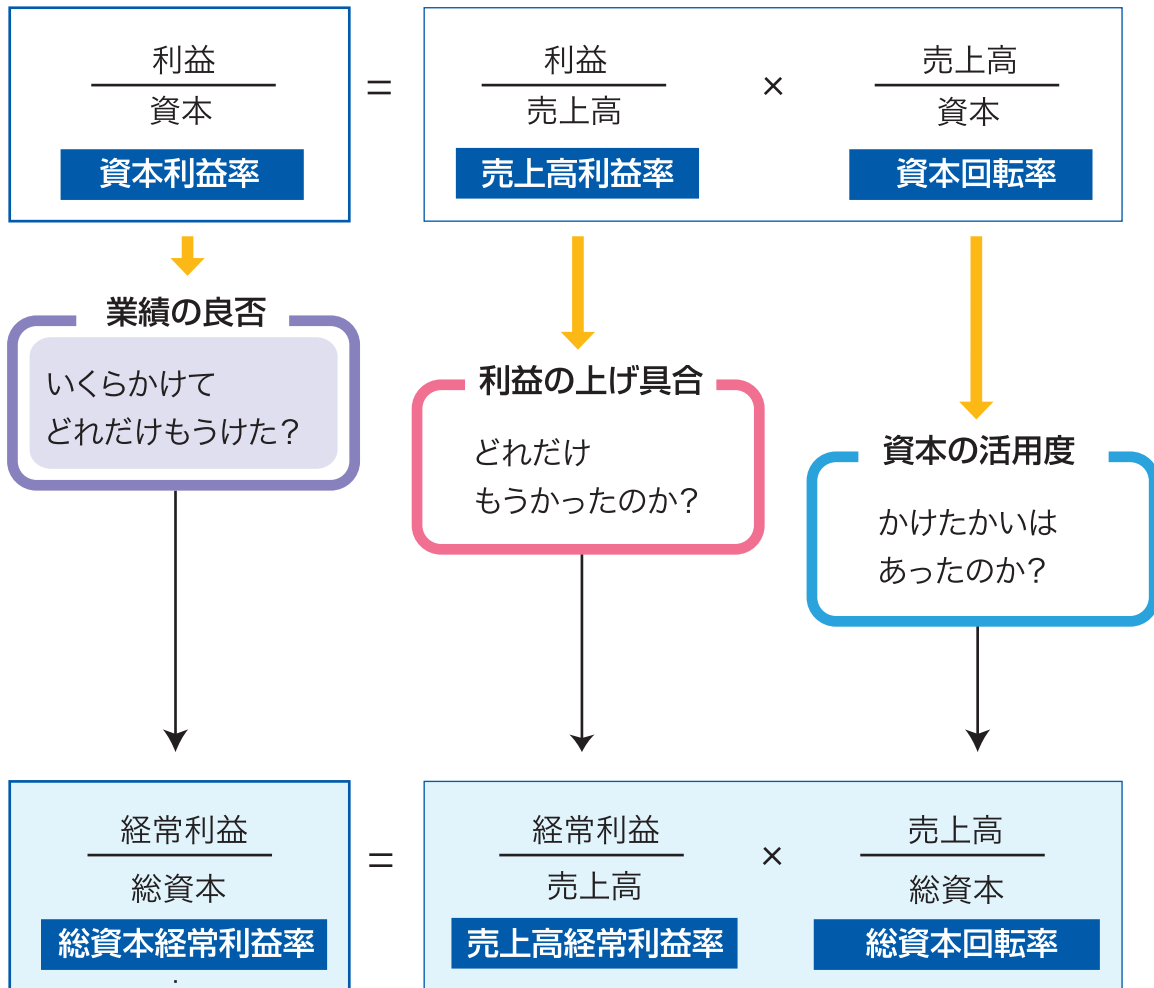 利益
資本
資本利益率
=
利益
売上高
売上高利益率
×
売上高
資本
資本回転率
業績の良否
いくらかけて
どれだけもうけた?
利益の上げ具合
どれだけ
もうかったのか?
資本の活用度
かけたかいは
あったのか?
経常利益
総資本
総資本経常利益率
=
経常利益
売上高
売上高経常利益率
×
売上高
総資本
総資本回転率